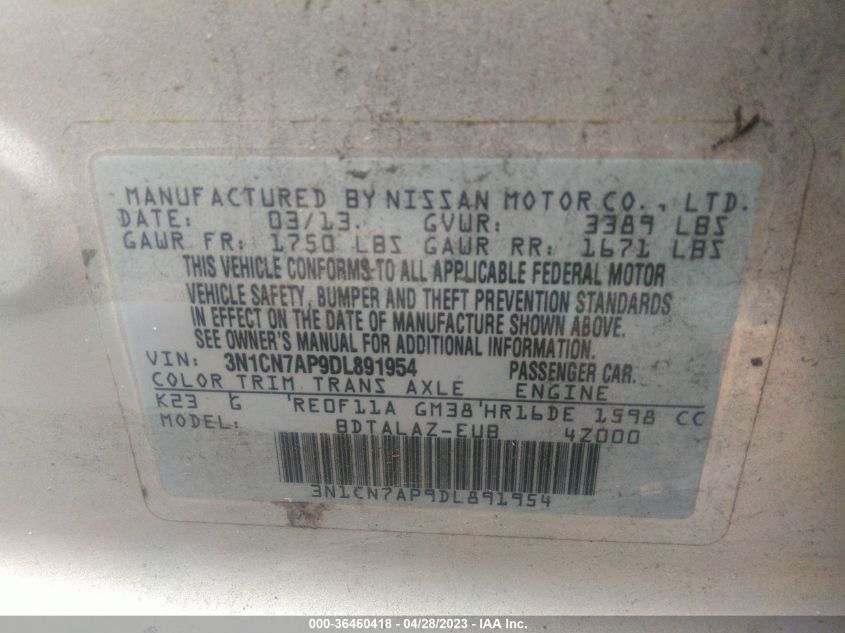 MANUFACTURED BY NISSAN MOTOR CO., LTD.
DATE: 03/13. GVWR: 3389 LBS
GAWR FR: 1750 LBS GAWR RR: 1671 LBS
THIS VEHICLE CONFORMS TO ALL APPLICABLE FEDERAL MOTOR
VEHICLE SAFETY, BUMPER AND THEFT PREVENTION STANDARDS
IN EFFECT ON THE DATE OF MANUFACTURE SHOWN ABOVE.
SEE OWNER'S MANUAL FOR ADDITIONAL INFORMATION.
VIN: 3N1CN7AP9DL891954 PASSENGER CAR.
COLOR TRIM TRANS AXLE ENGINE
K23 G RE0F11A GM38 HR16DE 1598 CC
MODEL: BDTALAZ-EUB 4Z000
3N1CN7AP9DL891954
000-36460418 - 04/28/2023 - IAA Inc.